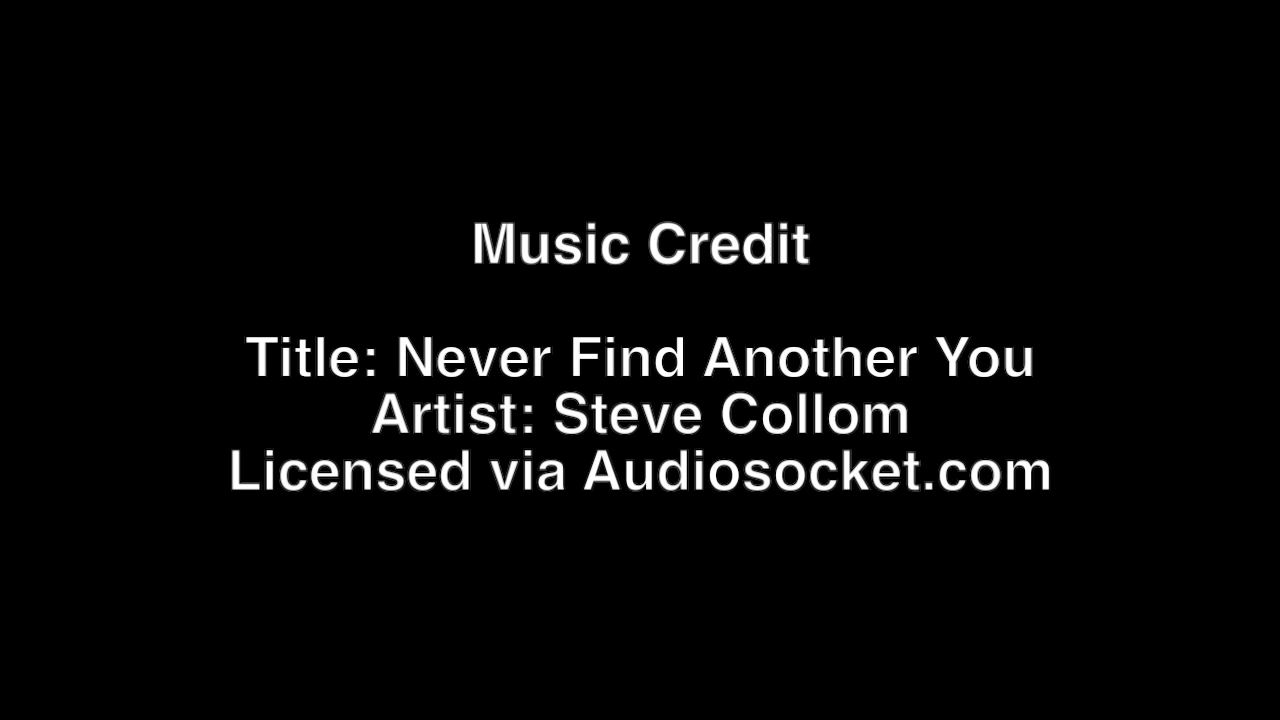 Music Credit
Title: Never Find Another You
Artist: Steve Collom
Licensed via Audiosocket.com